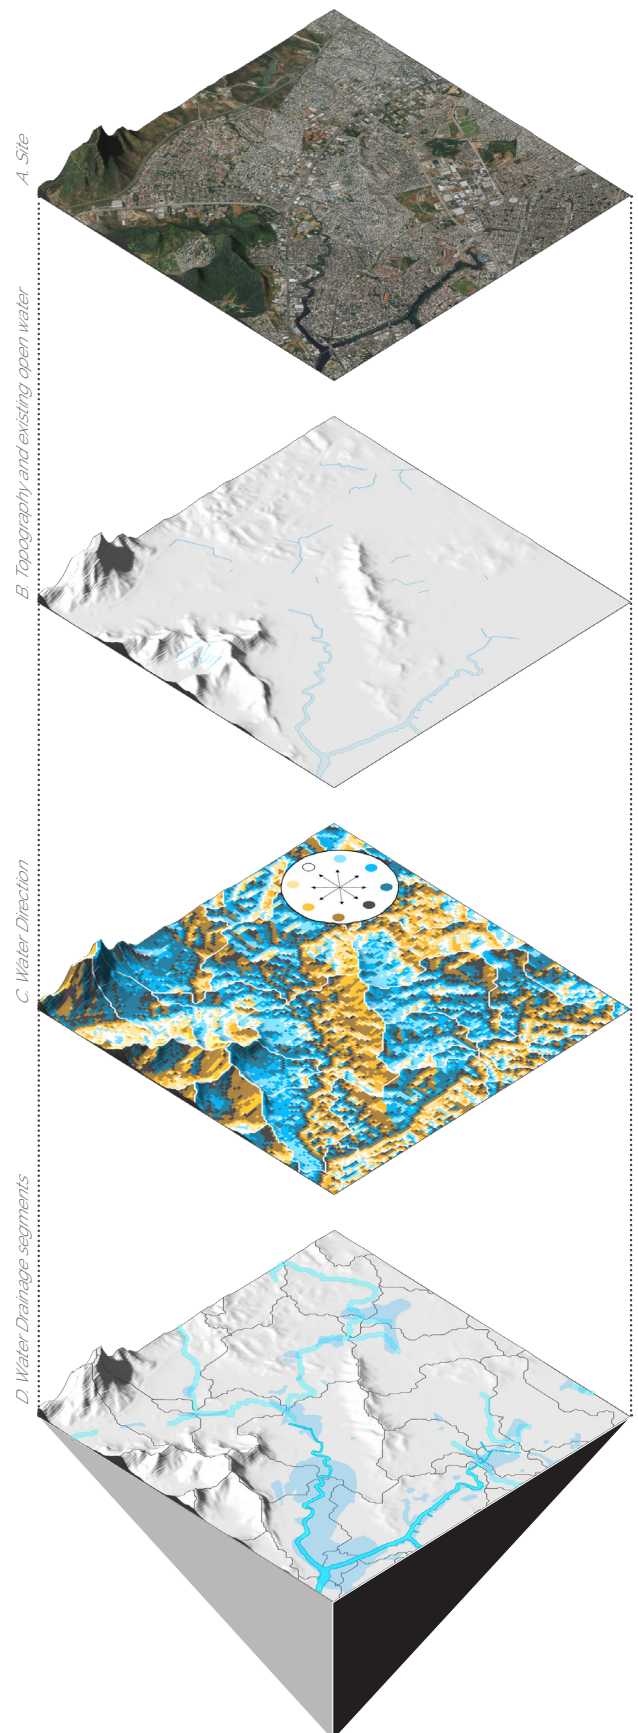 A. Site
B. Topography and existing open water
C. Water Direction
D. Water Drainage segments